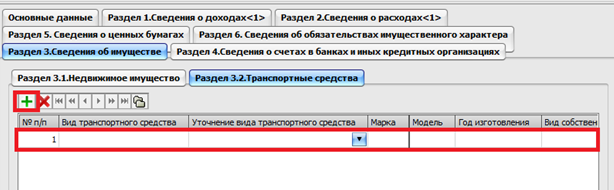 Основные данные Раздел 1.Сведения о доходах<1> Раздел 2.Сведения о расходах<1>
Раздел 5. Сведения о ценных бумагах Раздел 6. Сведения об обязательствах имущественного характера
Раздел 3.Сведения об имуществе Раздел 4.Сведения о счетах в банках и иных кредитных организациях
Раздел 3.1.Недвижимое имущество Раздел 3.2.Транспортные средства
№ п/п Вид транспортного средства Уточнение вида транспортного средства Марка Модель Год изготовления Вид собствен
1